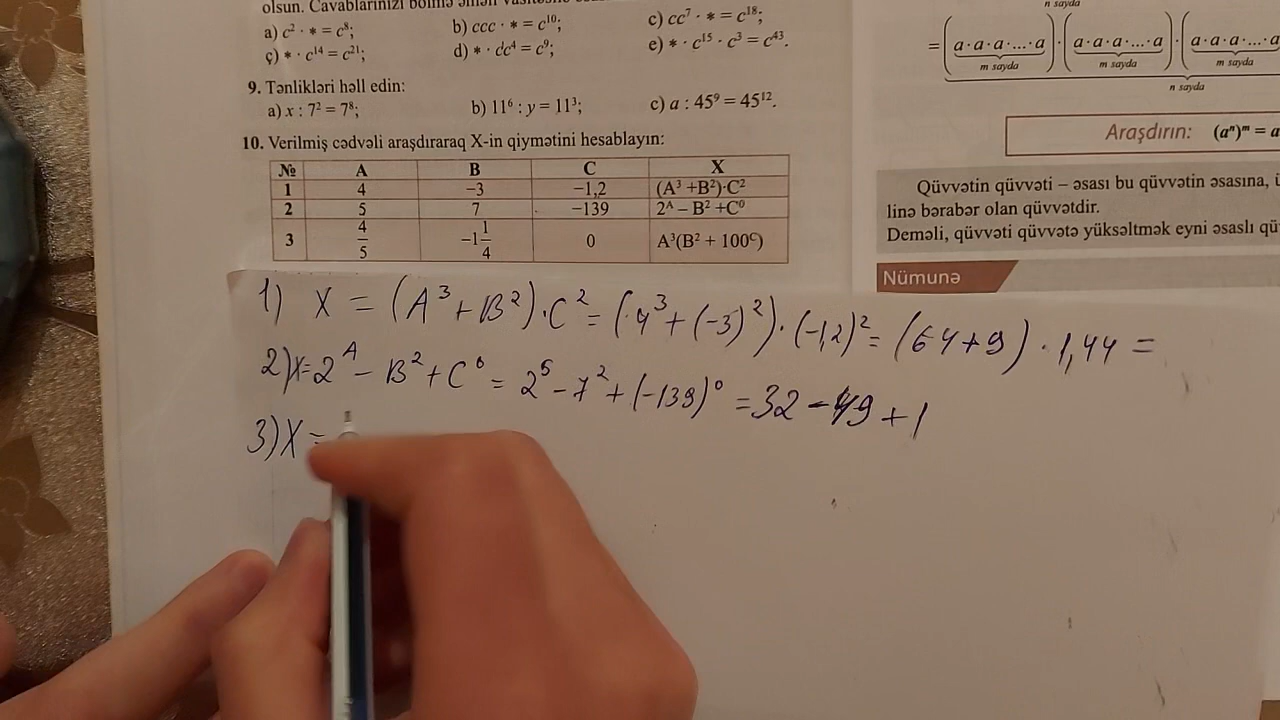 olsun. Cavablarınızı
a) c² · * = c⁸;
b) ccc · * = c¹⁰;
c) cc⁷ · * = c¹⁸;
ç) * · c¹⁴ = c²¹;
d) * · dc⁴ = c⁹;
e) * · c¹⁵ · c³ = c⁴³.
9. Tənlikləri həll edin:
a) x : 7² = 7⁸;
b) 11⁶ : y = 11³;
c) a : 45⁹ = 45¹².
10. Verilmiş cədvəli araşdıraraq X-in qiymətini hesablayın:
№ A B C X
1 4 −3 −1,2 (A³ +B²)·C²
2 5 7 −139 2ᴬ – B² +C⁰
3 4/5 −1 1/4 0 A³(B² + 100ᶜ)
n sayda
= (a·a·a·...·a)·(a·a·a·...·a)·(a·a·a·...·a
m sayda m sayda m sayda
n sayda
Araşdırın: (aⁿ)ᵐ = a
Qüvvətin qüvvəti – əsası bu qüvvətin əsasına,
linə bərabər olan qüvvətdir.
Deməli, qüvvəti qüvvətə yüksəltmək eyni əsaslı
Nümunə
1) X = (A³ + B²)·C² = (4³ + (-3)²)·(-1,2)² = (64+9) · 1,44 =
2) X=2ᴬ – B² + C⁰ = 2⁵ – 7² + (-139)⁰ = 32 – 49 + 1
3) X =